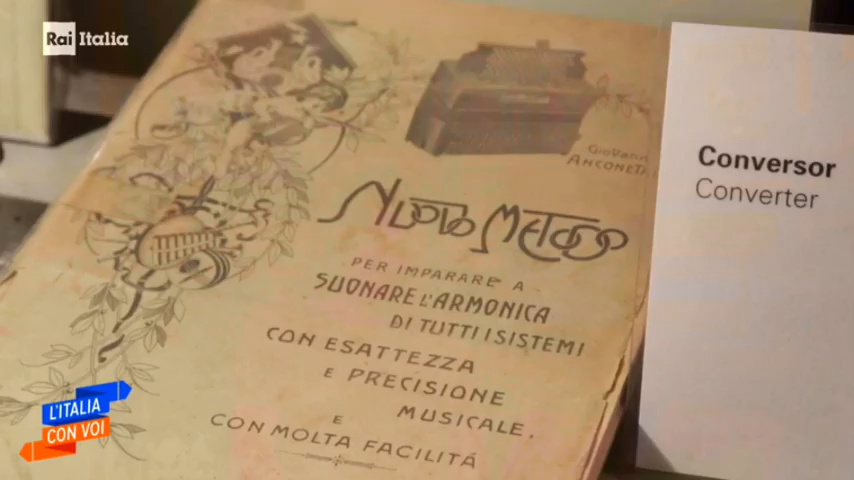 Rai Italia
GIOVANNI
ANCONETA
NUOVO METODO
PER IMPARARE A
SUONARE L'ARMONICA
DI TUTTI I SISTEMI
CON ESATTEZZA
E PRECISIONE
MUSICALE.
E
CON MOLTA FACILITÁ
Conversor
Converter
L'ITALIA
CON VOI